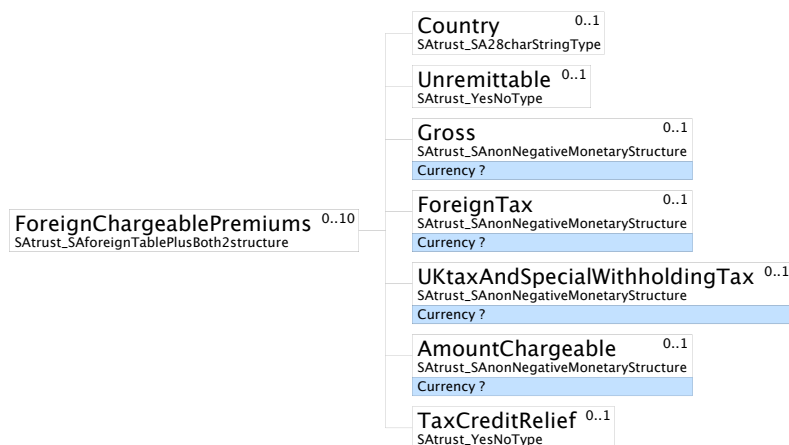 Country 0..1
SAtrust_SA28charStringType
Unremittable 0..1
SAtrust_YesNoType
Gross 0..1
SAtrust_SAnonNegativeMonetaryStructure
Currency ?
ForeignChargeablePremiums 0..10
SAtrust_SAforeignTablePlusBoth2structure
ForeignTax 0..1
SAtrust_SAnonNegativeMonetaryStructure
Currency ?
UKtaxAndSpecialWithholdingTax 0..1
SAtrust_SAnonNegativeMonetaryStructure
Currency ?
AmountChargeable 0..1
SAtrust_SAnonNegativeMonetaryStructure
Currency ?
TaxCreditRelief 0..1
SAtrust_YesNoType